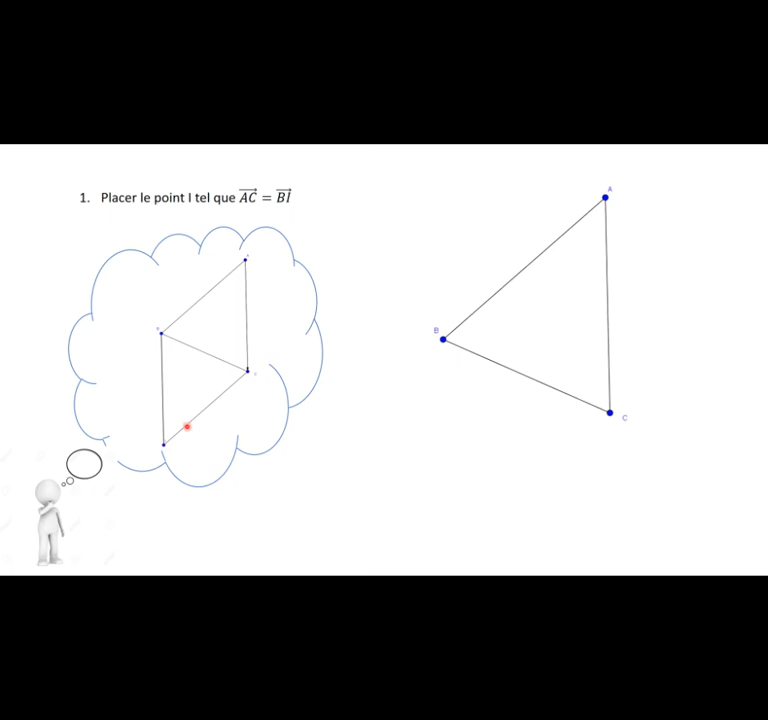 1. Placer le point I tel que $\overrightarrow{AC} = \overrightarrow{BI}$
A
B
C